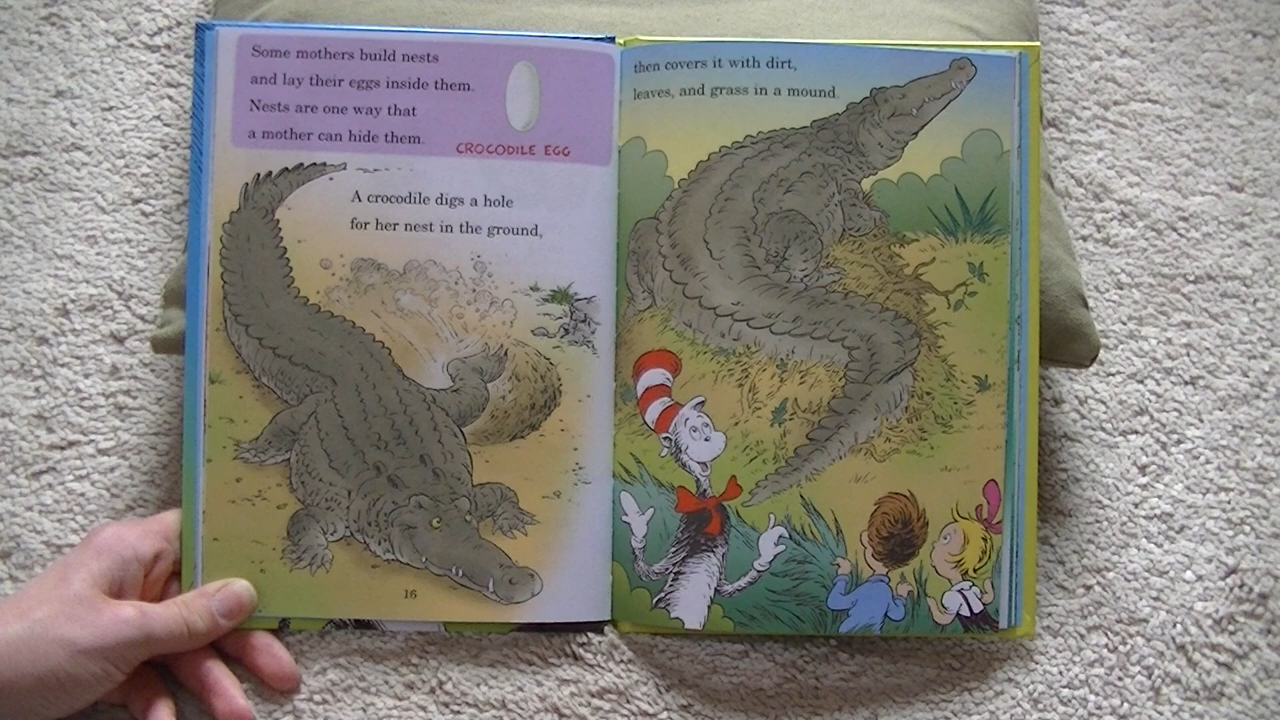 Some mothers build nests
and lay their eggs inside them.
Nests are one way that
a mother can hide them.
CROCODILE EGG
A crocodile digs a hole
for her nest in the ground,
16
then covers it with dirt,
leaves, and grass in a mound.